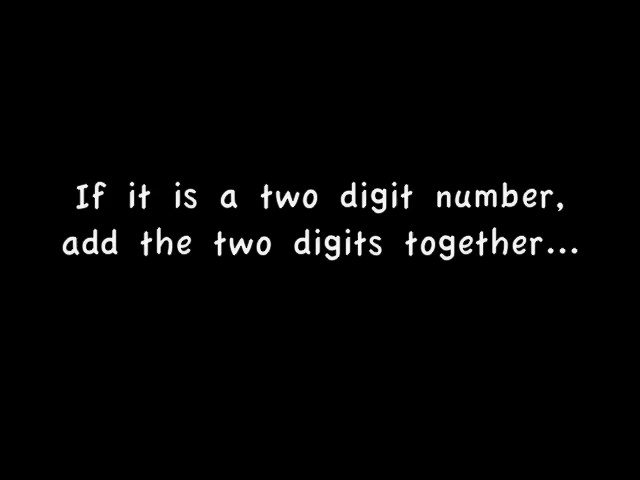 If it is a two digit number,
add the two digits together...